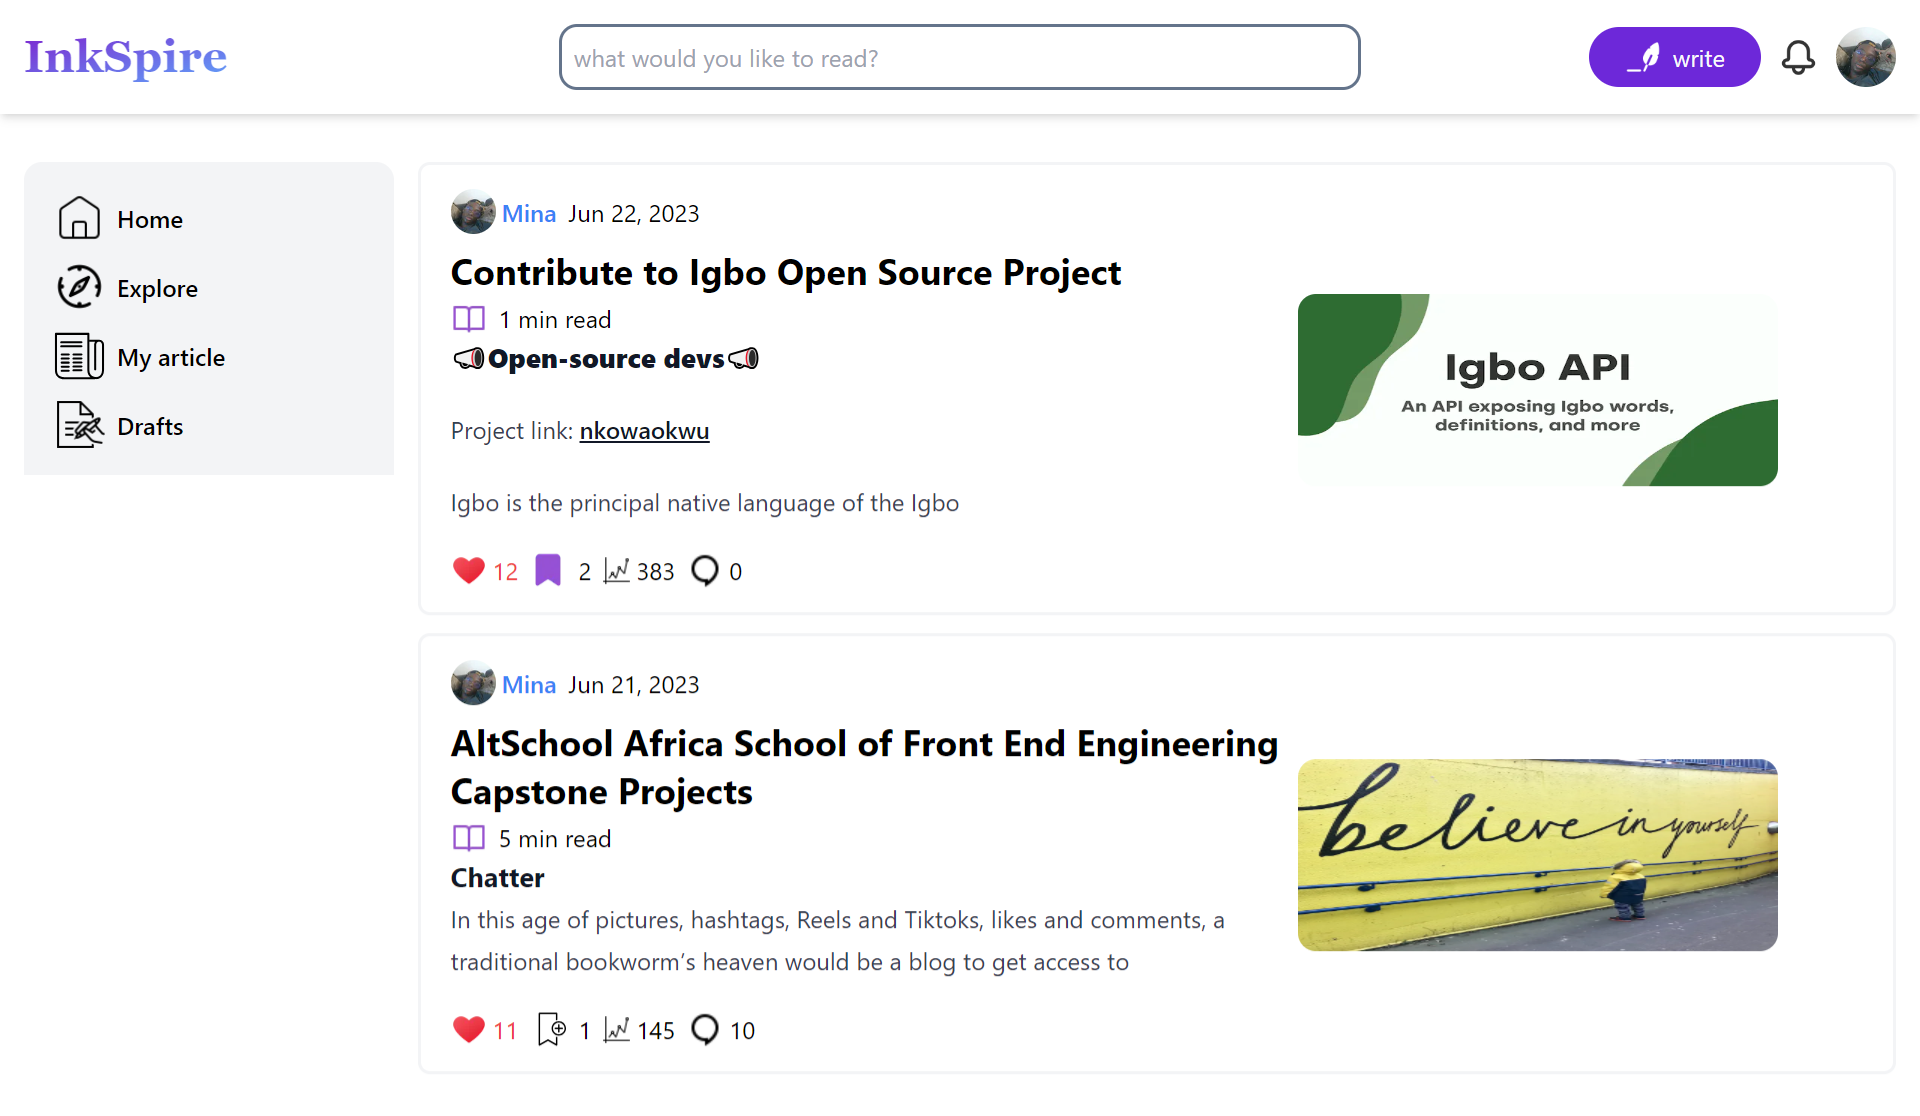 InkSpire
what would you like to read?
write
Home
Explore
My article
Drafts
Mina Jun 22, 2023
Contribute to Igbo Open Source Project
1 min read
📣Open-source devs📣
Project link: nkowaokwu
Igbo is the principal native language of the Igbo
12 2 383 0
Igbo API
An API exposing Igbo words,
definitions, and more
Mina Jun 21, 2023
AltSchool Africa School of Front End Engineering
Capstone Projects
5 min read
Chatter
In this age of pictures, hashtags, Reels and Tiktoks, likes and comments, a
traditional bookworm’s heaven would be a blog to get access to
11 1 145 10
believe in yourself